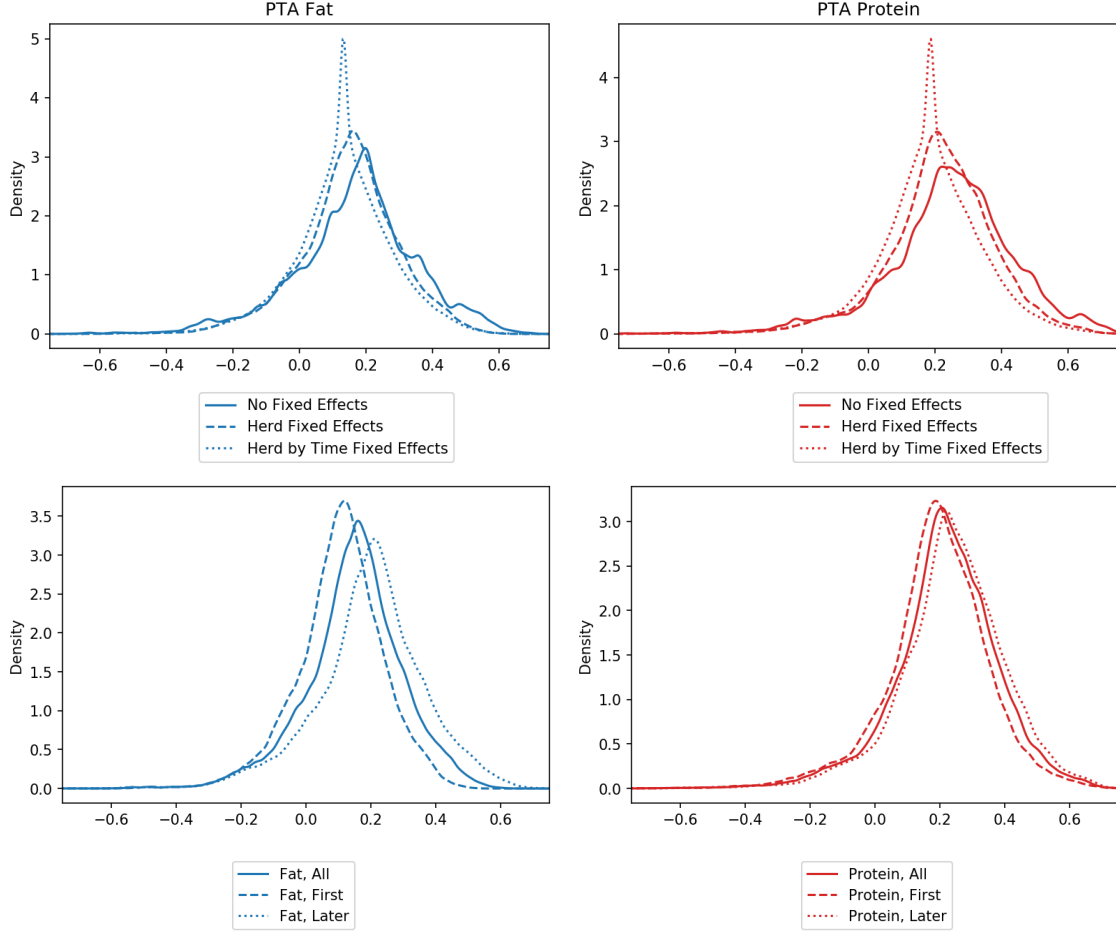 PTA Fat
PTA Protein
Density
5
4
3
2
1
0
−0.6 −0.4 −0.2 0.0 0.2 0.4 0.6
No Fixed Effects
Herd Fixed Effects
Herd by Time Fixed Effects
Density
4
3
2
1
0
−0.6 −0.4 −0.2 0.0 0.2 0.4 0.6
No Fixed Effects
Herd Fixed Effects
Herd by Time Fixed Effects
Density
3.5
3.0
2.5
2.0
1.5
1.0
0.5
0.0
−0.6 −0.4 −0.2 0.0 0.2 0.4 0.6
Fat, All
Fat, First
Fat, Later
Density
3.0
2.5
2.0
1.5
1.0
0.5
0.0
−0.6 −0.4 −0.2 0.0 0.2 0.4 0.6
Protein, All
Protein, First
Protein, Later